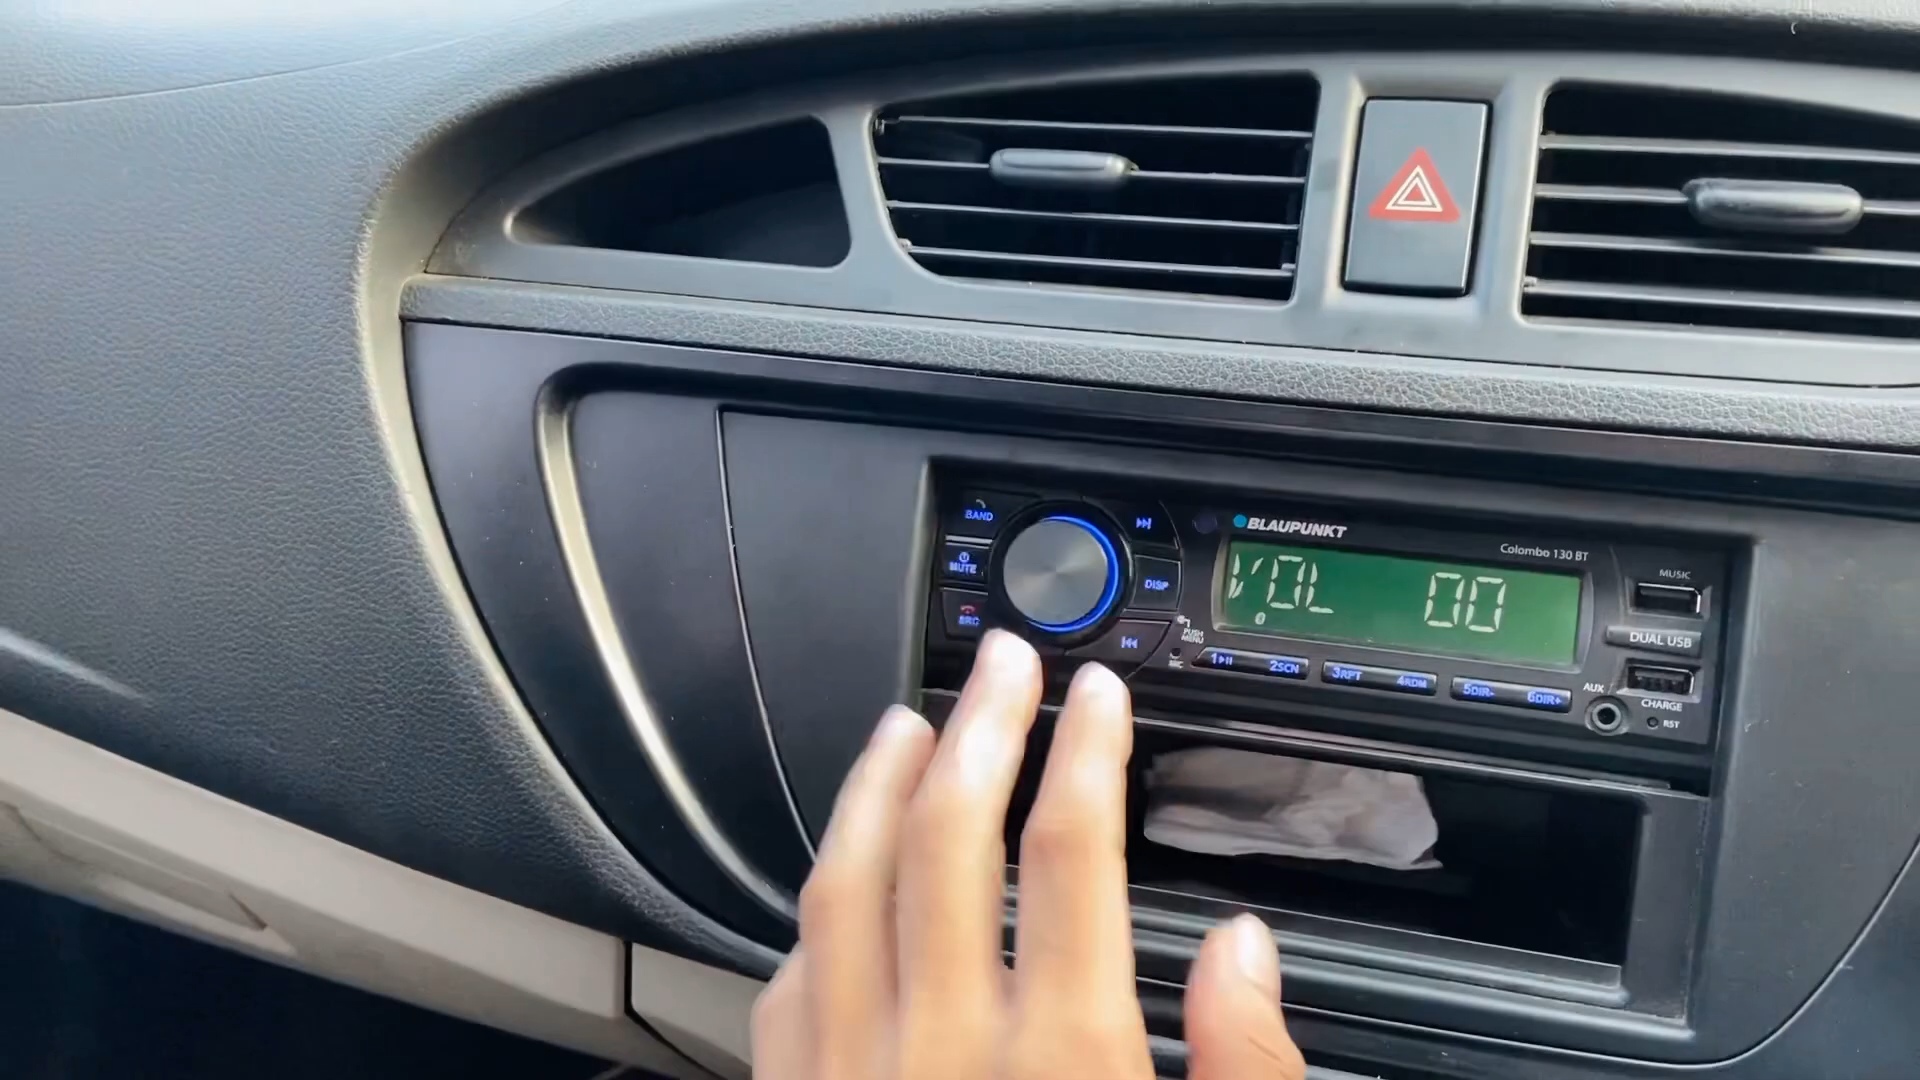 BAND
MUTE
SRC
DISP
PUSH
MENU
MIC
BLAUPUNKT
Colombo 130 BT
VOL 00
1
2SCN
3RPT
4RDM
5DIR-
6DIR+
MUSIC
DUAL USB
CHARGE
AUX
RST